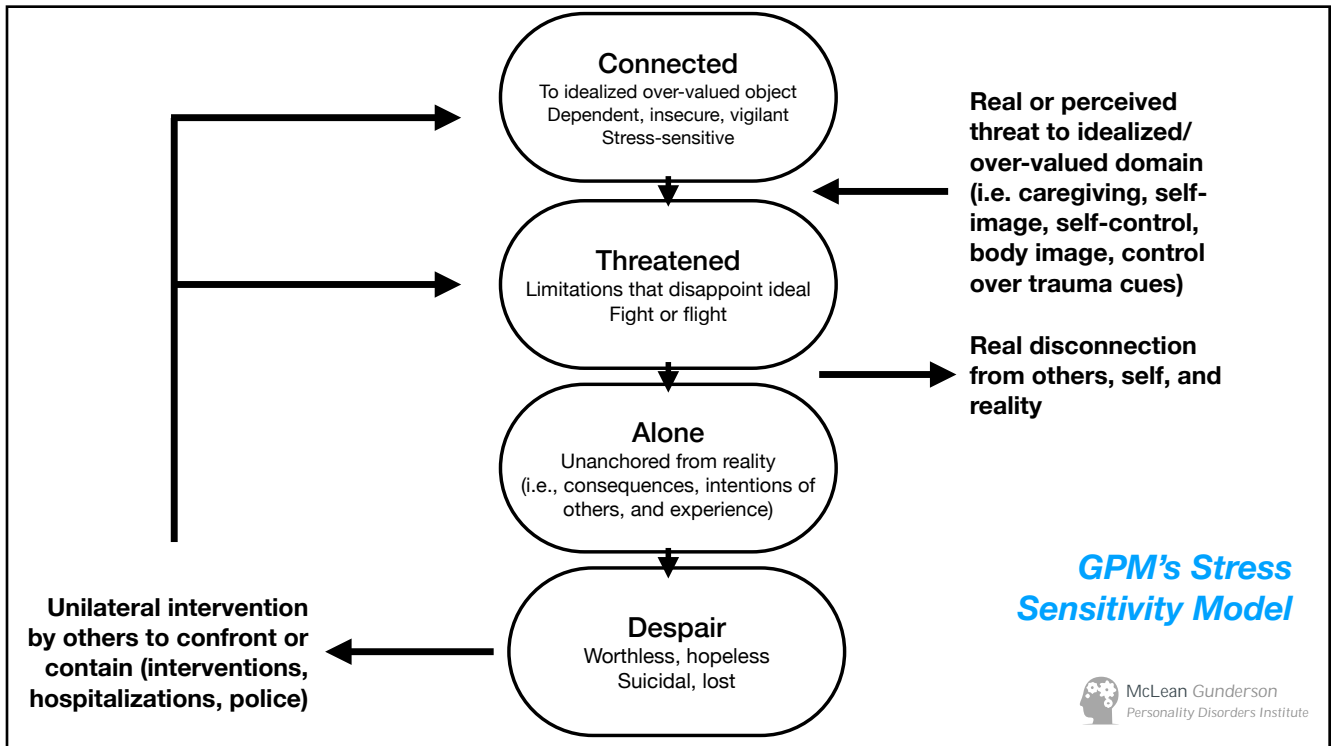 Connected
To idealized over-valued object
Dependent, insecure, vigilant
Stress-sensitive
Real or perceived
threat to idealized/
over-valued domain
(i.e. caregiving, self-
image, self-control,
body image, control
over trauma cues)
Threatened
Limitations that disappoint ideal
Fight or flight
Real disconnection
from others, self, and
reality
Alone
Unanchored from reality
(i.e., consequences, intentions of
others, and experience)
Despair
Worthless, hopeless
Suicidal, lost
Unilateral intervention
by others to confront or
contain (interventions,
hospitalizations, police)
GPM's Stress
Sensitivity Model
McLean Gunderson
Personality Disorders Institute